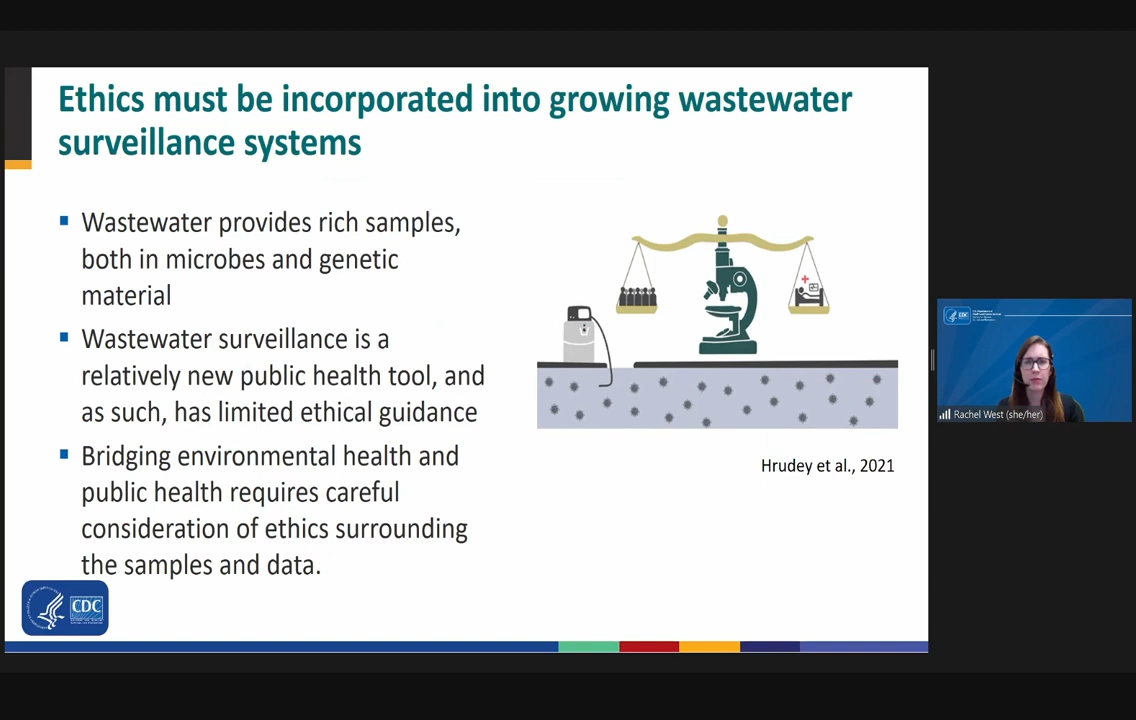 Ethics must be incorporated into growing wastewater
surveillance systems
Wastewater provides rich samples,
both in microbes and genetic
material
Wastewater surveillance is a
relatively new public health tool, and
as such, has limited ethical guidance
Bridging environmental health and
public health requires careful
consideration of ethics surrounding
the samples and data.
Hrudey et al., 2021
CDC
CDC
Rachel West (she/her)